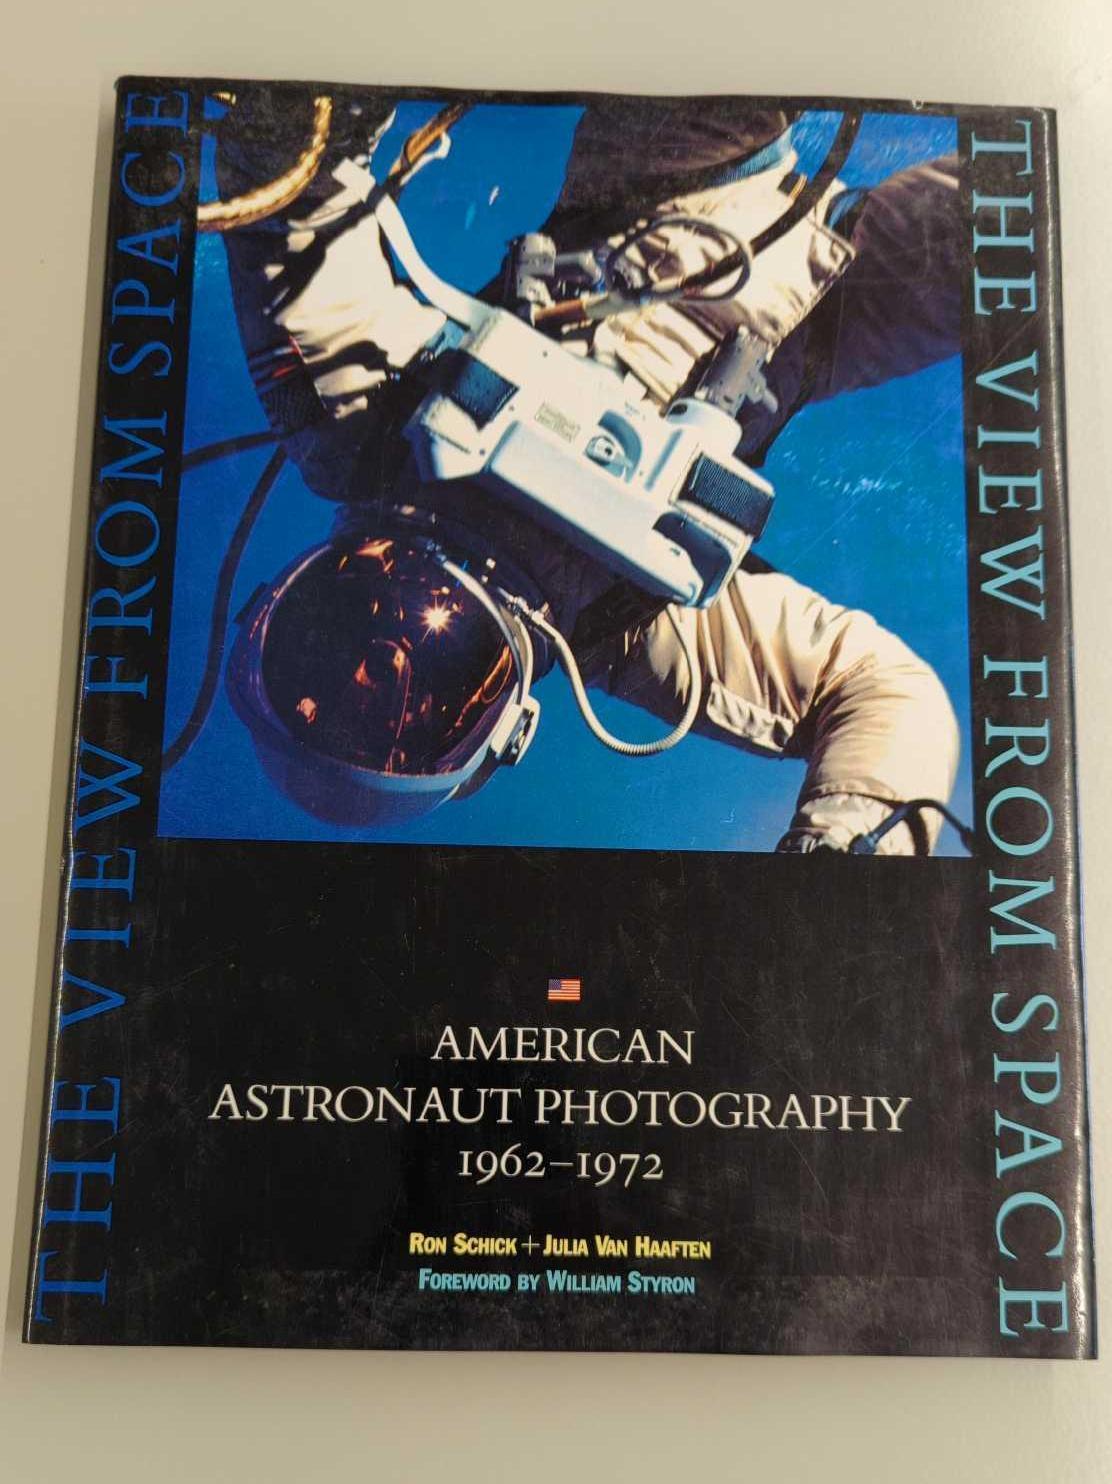 THE VIEW FROM SPACE
THE VIEW FROM SPACE
AMERICAN
ASTRONAUT PHOTOGRAPHY
1962–1972
RON SCHICK + JULIA VAN HAAFTEN
FOREWORD BY WILLIAM STYRON